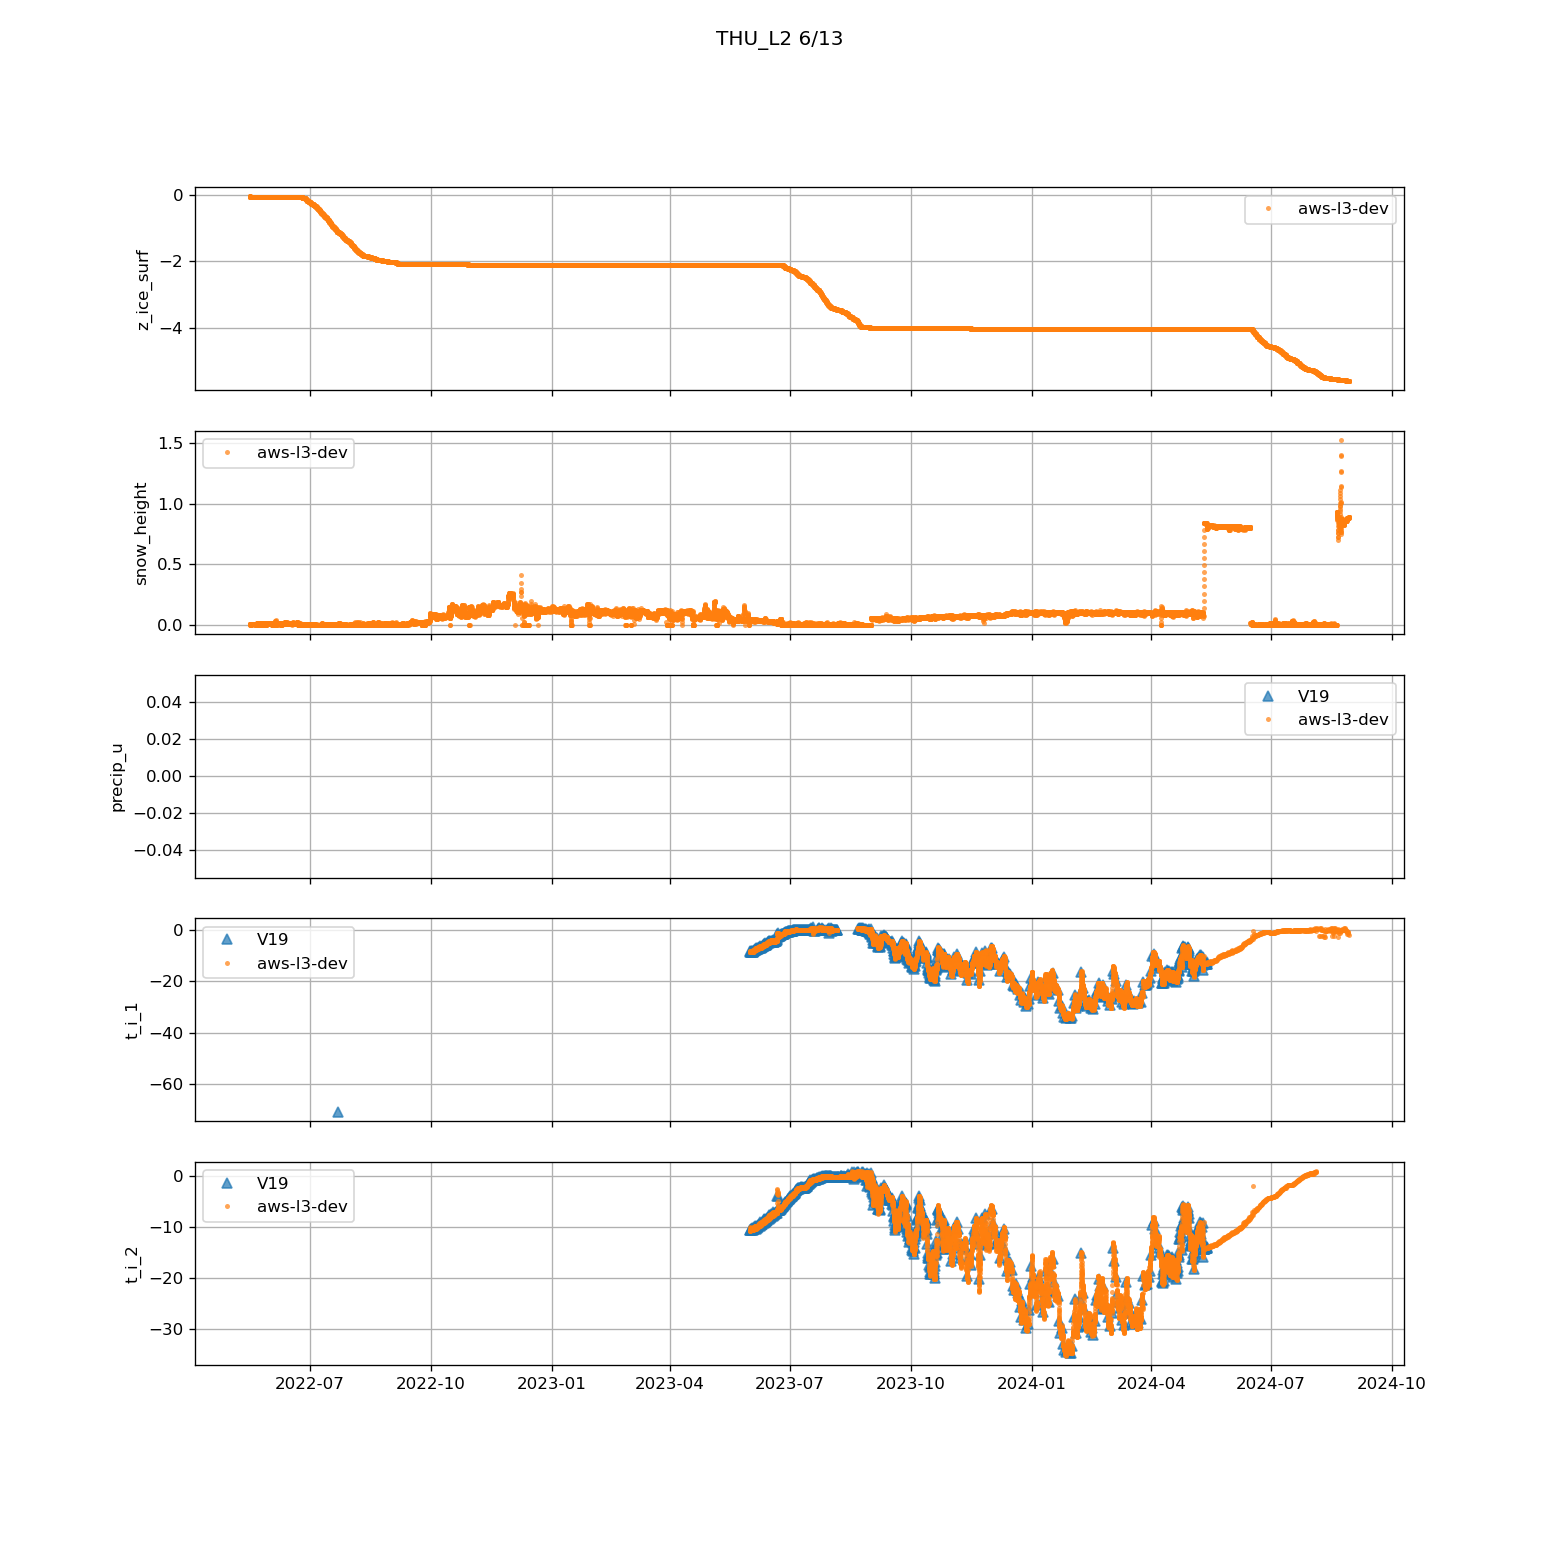 THU_L2 6/13
0
−2
−4
z_ice_surf
aws-l3-dev
1.5
1.0
0.5
0.0
snow_height
aws-l3-dev
0.04
0.02
0.00
−0.02
−0.04
precip_u
V19
aws-l3-dev
0
−20
−40
−60
t_i_1
V19
aws-l3-dev
0
−10
−20
−30
t_i_2
V19
aws-l3-dev
2022-07
2022-10
2023-01
2023-04
2023-07
2023-10
2024-01
2024-04
2024-07
2024-10